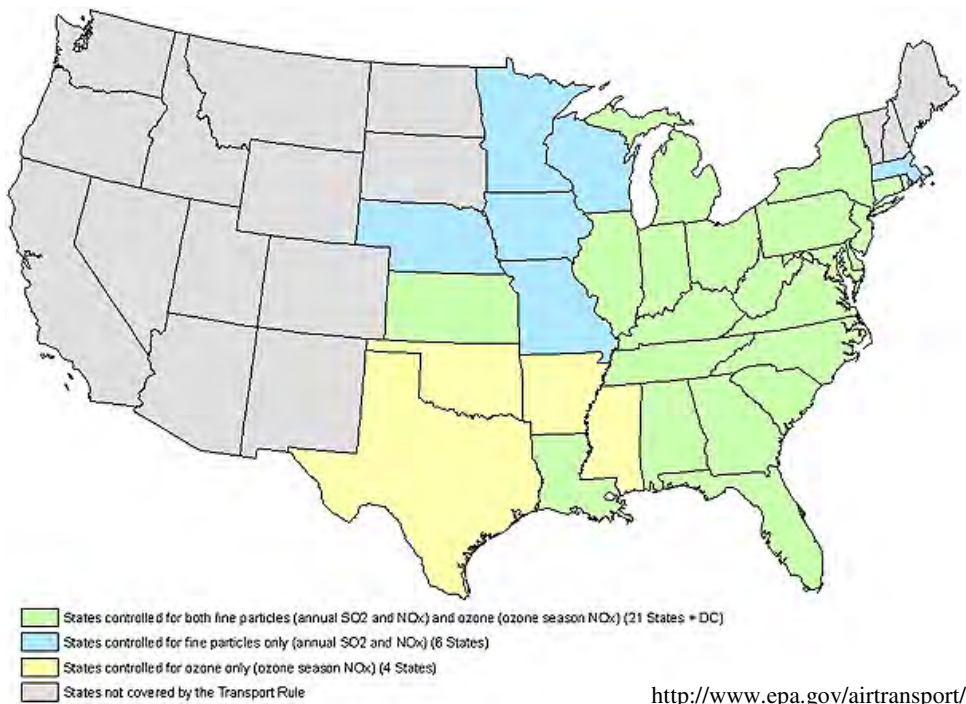 States controlled for both fine particles (annual SO2 and NOx) and ozone (ozone season NOx) (21 States + DC)
States controlled for fine particles only (annual SO2 and NOx) (6 States)
States controlled for ozone only (ozone season NOx) (4 States)
States not covered by the Transport Rule
http://www.epa.gov/airtransport/